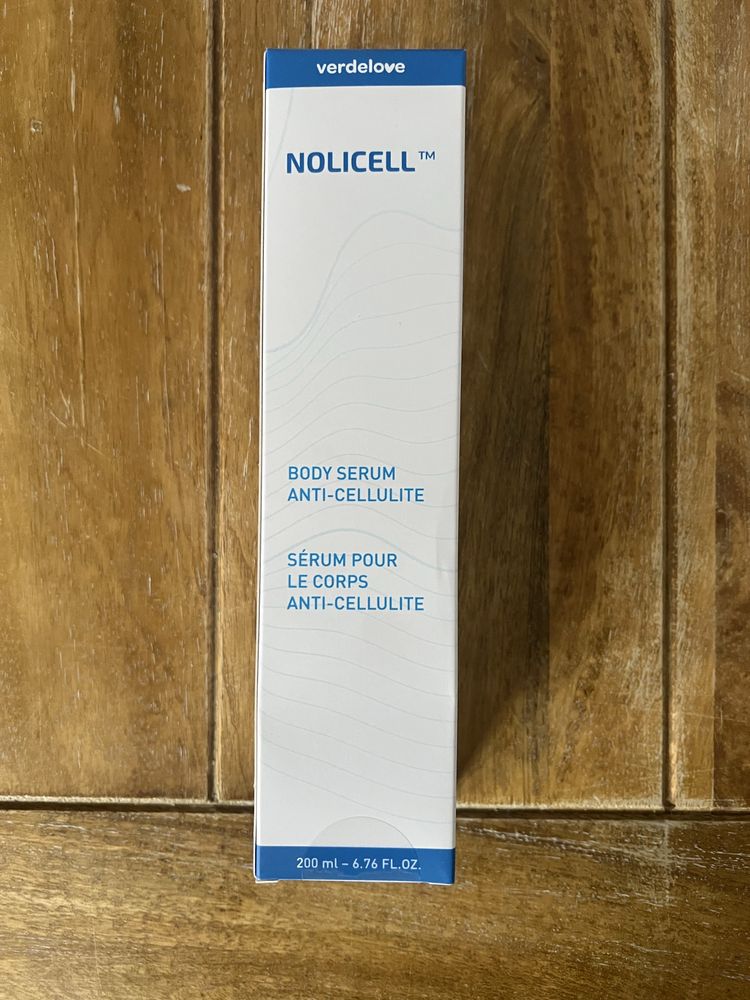 verdelove
NOLICELL™
BODY SERUM
ANTI-CELLULITE
SÉRUM POUR
LE CORPS
ANTI-CELLULITE
200 ml – 6.76 FL.OZ.